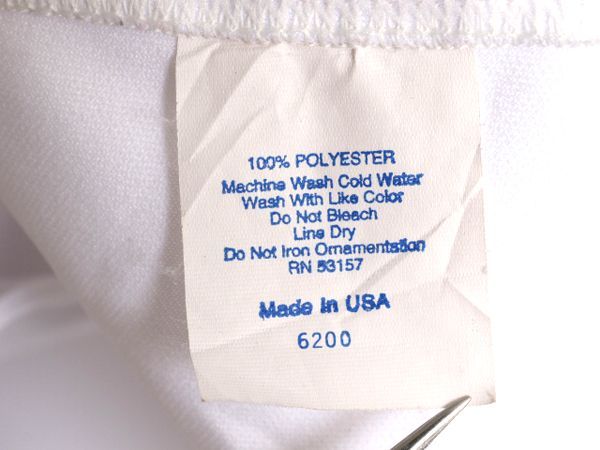 100% POLYESTER
Machine Wash Cold Water
Wash With Like Color
Do Not Bleach
Line Dry
Do Not Iron Ornamentation
RN 53157
Made In USA
6200